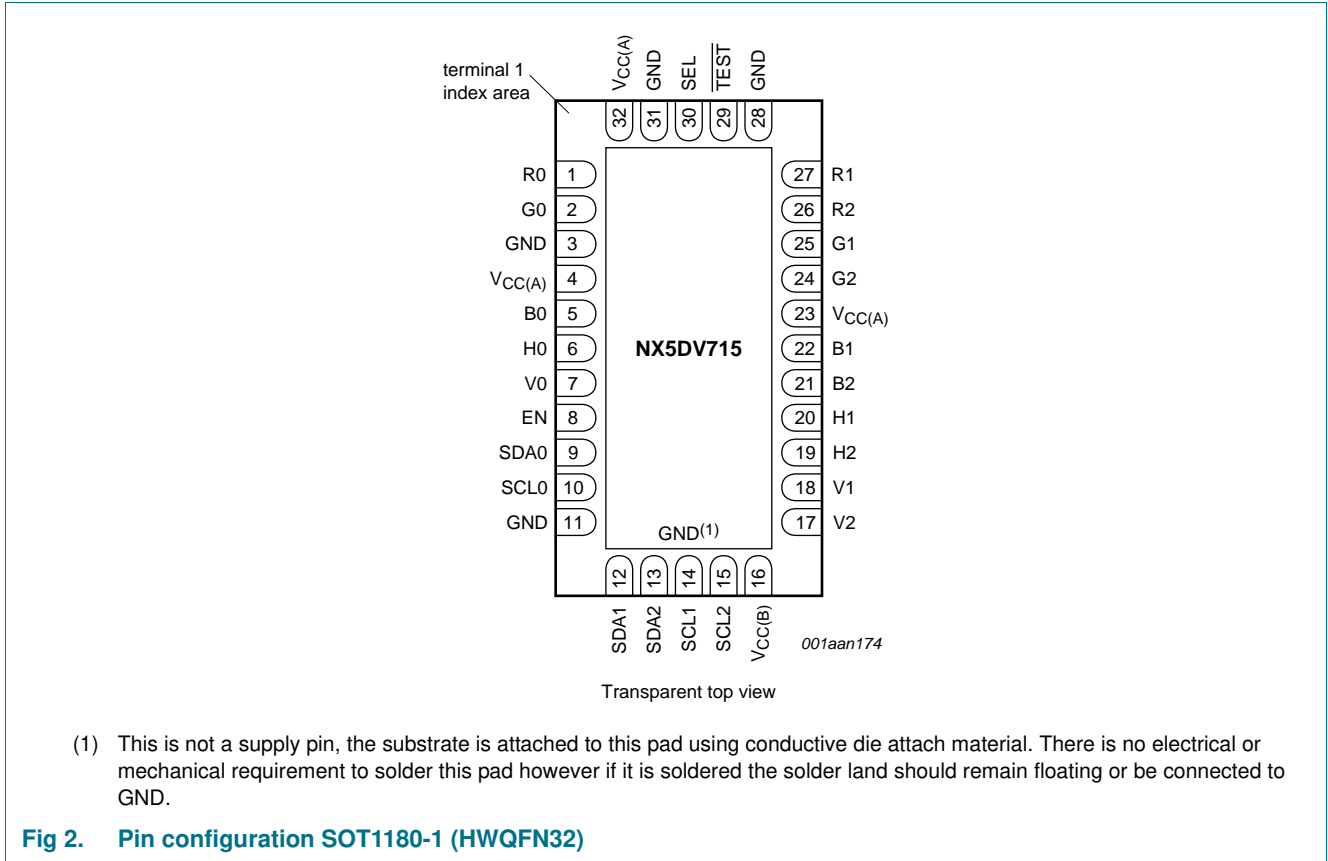 terminal 1
index area
VCC(A)
GND
SEL
TEST
GND
32
31
30
29
28
R0 1
G0 2
GND 3
VCC(A) 4
B0 5
H0 6
V0 7
EN 8
SDA0 9
SCL0 10
GND 11
NX5DV715
27 R1
26 R2
25 G1
24 G2
23 VCC(A)
22 B1
21 B2
20 H1
19 H2
18 V1
17 V2
GND(1)
12
13
14
15
16
SDA1
SDA2
SCL1
SCL2
VCC(B)
001aan174
Transparent top view
(1) This is not a supply pin, the substrate is attached to this pad using conductive die attach material. There is no electrical or
mechanical requirement to solder this pad however if it is soldered the solder land should remain floating or be connected to
GND.
Fig 2. Pin configuration SOT1180-1 (HWQFN32)